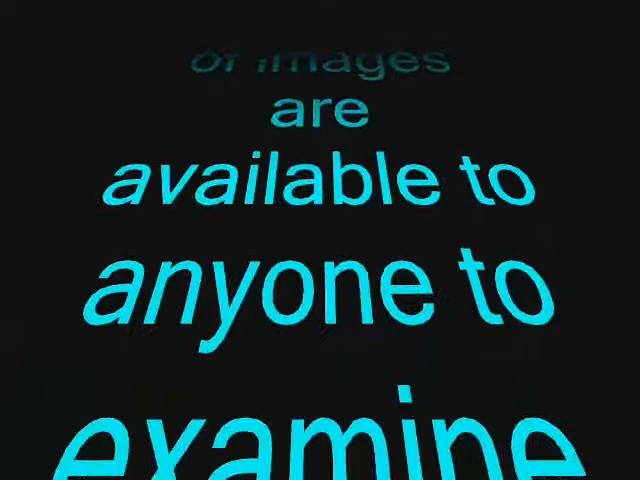 of images
are
available to
anyone to
examine